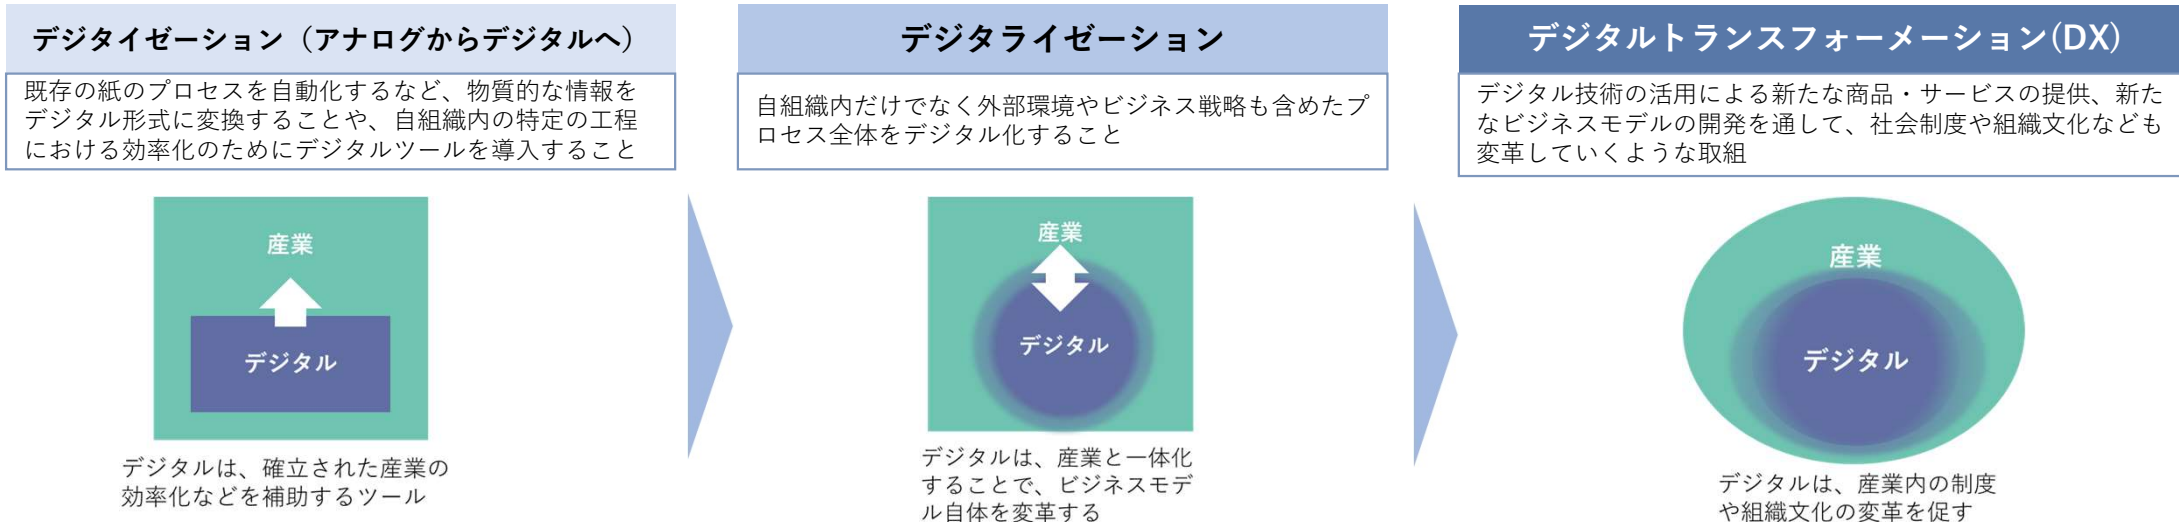 デジタイゼーション（アナログからデジタルへ）
既存の紙のプロセスを自動化するなど、物質的な情報を
デジタル形式に変換することや、自組織内の特定の工程
における効率化のためにデジタルツールを導入すること
産業
デジタル
デジタルは、確立された産業の
効率化などを補助するツール
デジタライゼーション
自組織内だけでなく外部環境やビジネス戦略も含めたプ
ロセス全体をデジタル化すること
産業
デジタル
デジタルは、産業と一体化
することで、ビジネスモデ
ル自体を変革する
デジタルトランスフォーメーション(DX)
デジタル技術の活用による新たな商品・サービスの提供、新た
なビジネスモデルの開発を通して、社会制度や組織文化なども
変革していくような取組
産業
デジタル
デジタルは、産業内の制度
や組織文化の変革を促す